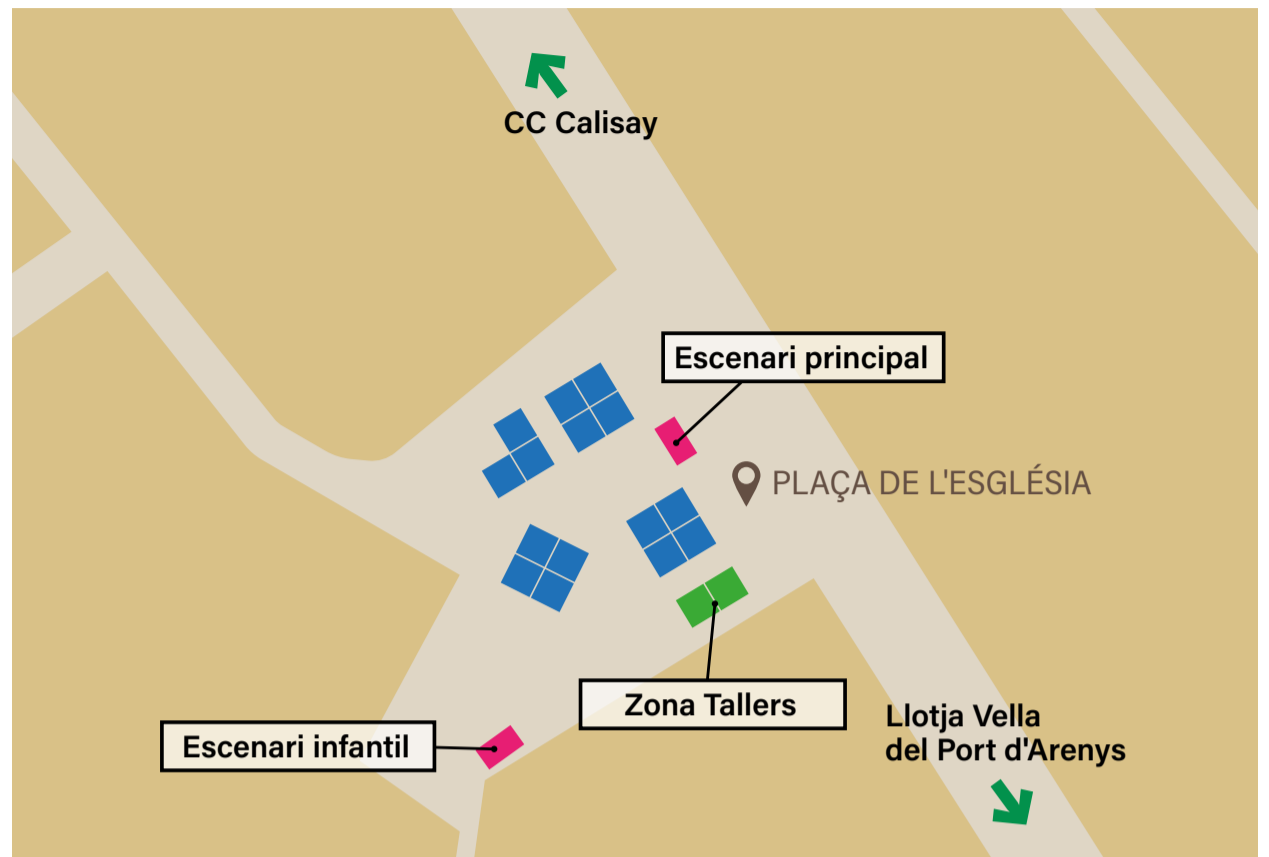 CC Calisay
Escenari principal
PLAÇA DE L'ESGLÉSIA
Zona Tallers
Escenari infantil
Llotja Vella
del Port d'Arenys